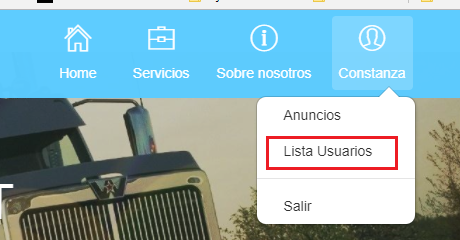 Home
Servicios
Sobre nosotros
Constanza
Anuncios
Lista Usuarios
Salir